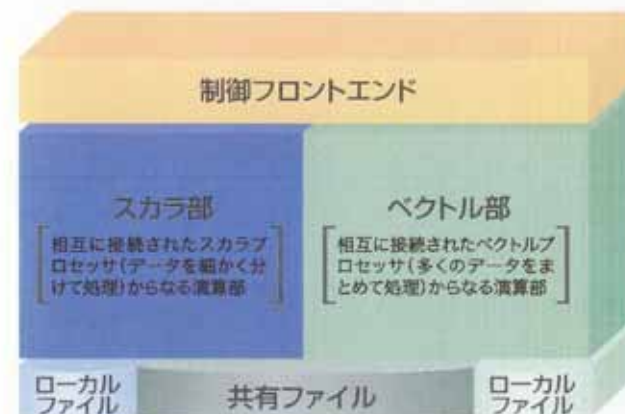 制御フロントエンド
スカラ部
相互に接続されたスカラプ
ロセッサ(データを細かく分
けて処理)からなる演算部
ベクトル部
相互に接続されたベクトルプ
ロセッサ(多くのデータをま
とめて処理)からなる演算部
ローカル
ファイル
共有ファイル
ローカル
ファイル